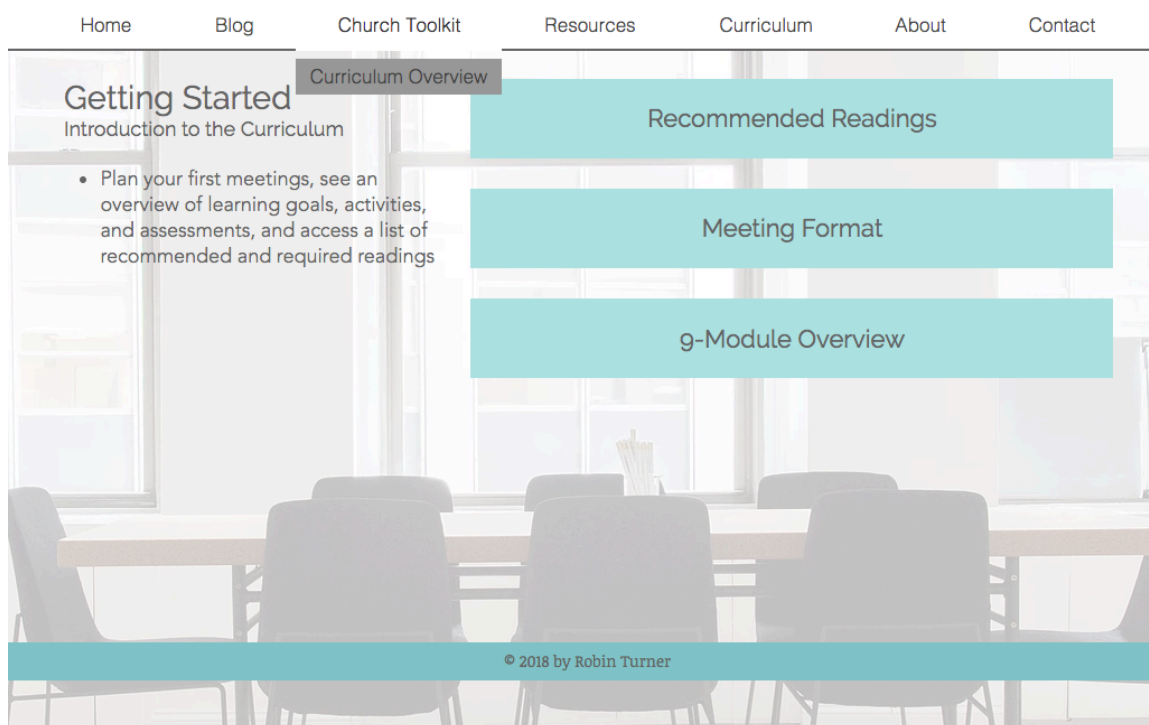 Home Blog Church Toolkit Resources Curriculum About Contact
Curriculum Overview
Getting Started
Introduction to the Curriculum
• Plan your first meetings, see an
overview of learning goals, activities,
and assessments, and access a list of
recommended and required readings
Recommended Readings
Meeting Format
9-Module Overview
© 2018 by Robin Turner